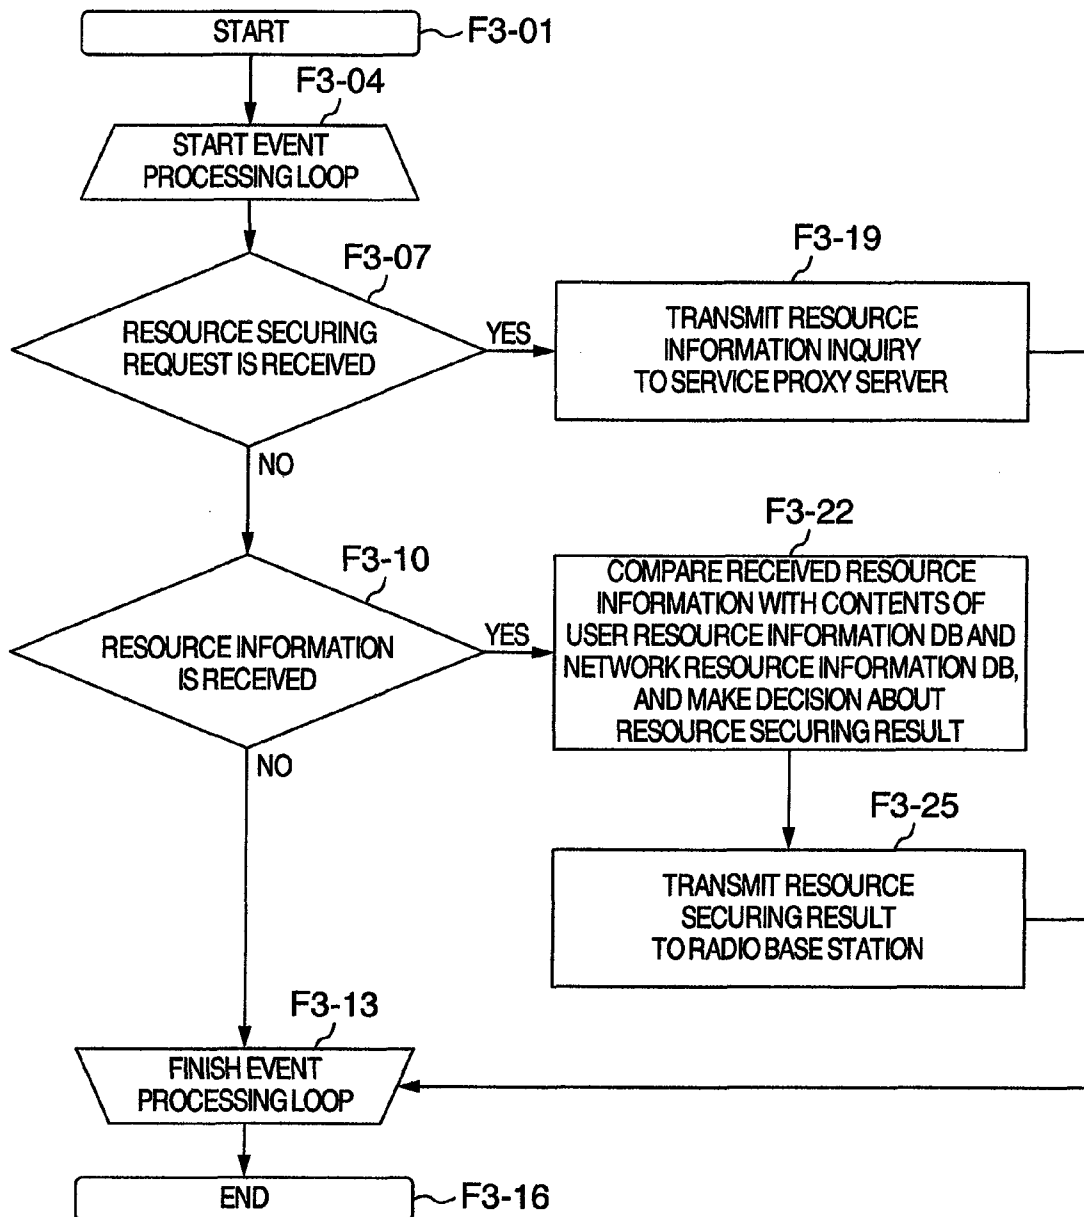 START
F3-01
F3-04
START EVENT
PROCESSING LOOP
F3-07
RESOURCE SECURING
REQUEST IS RECEIVED
YES
NO
F3-19
TRANSMIT RESOURCE
INFORMATION INQUIRY
TO SERVICE PROXY SERVER
F3-10
RESOURCE INFORMATION
IS RECEIVED
YES
NO
F3-22
COMPARE RECEIVED RESOURCE
INFORMATION WITH CONTENTS OF
USER RESOURCE INFORMATION DB AND
NETWORK RESOURCE INFORMATION DB,
AND MAKE DECISION ABOUT
RESOURCE SECURING RESULT
F3-25
TRANSMIT RESOURCE
SECURING RESULT
TO RADIO BASE STATION
F3-13
FINISH EVENT
PROCESSING LOOP
END
F3-16